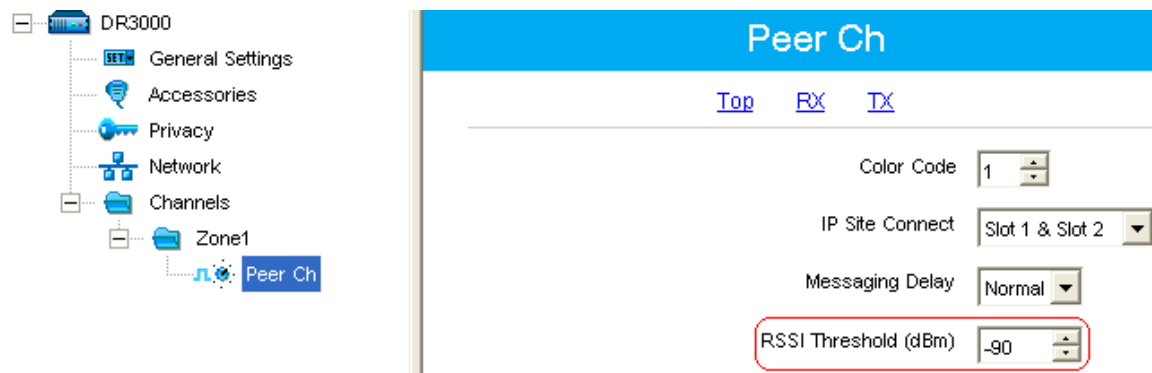 DR3000
SET
General Settings
Accessories
Privacy
Network
Channels
Zone1
Peer Ch
Peer Ch
Top RX TX
Color Code 1
IP Site Connect Slot 1 & Slot 2
Messaging Delay Normal
RSSI Threshold (dBm) -90